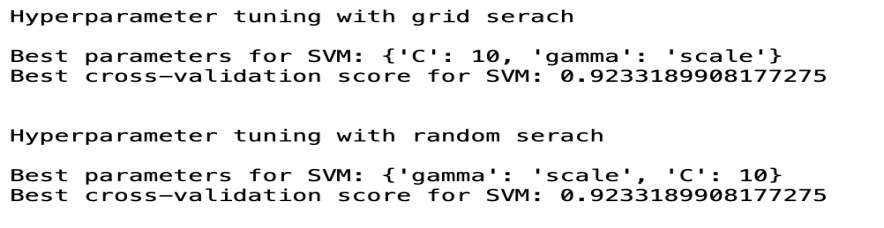 Hyperparameter tuning with grid serach
Best parameters for SVM: {'C': 10, 'gamma': 'scale'}
Best cross-validation score for SVM: 0.9233189908177275
Hyperparameter tuning with random serach
Best parameters for SVM: {'gamma': 'scale', 'C': 10}
Best cross-validation score for SVM: 0.9233189908177275